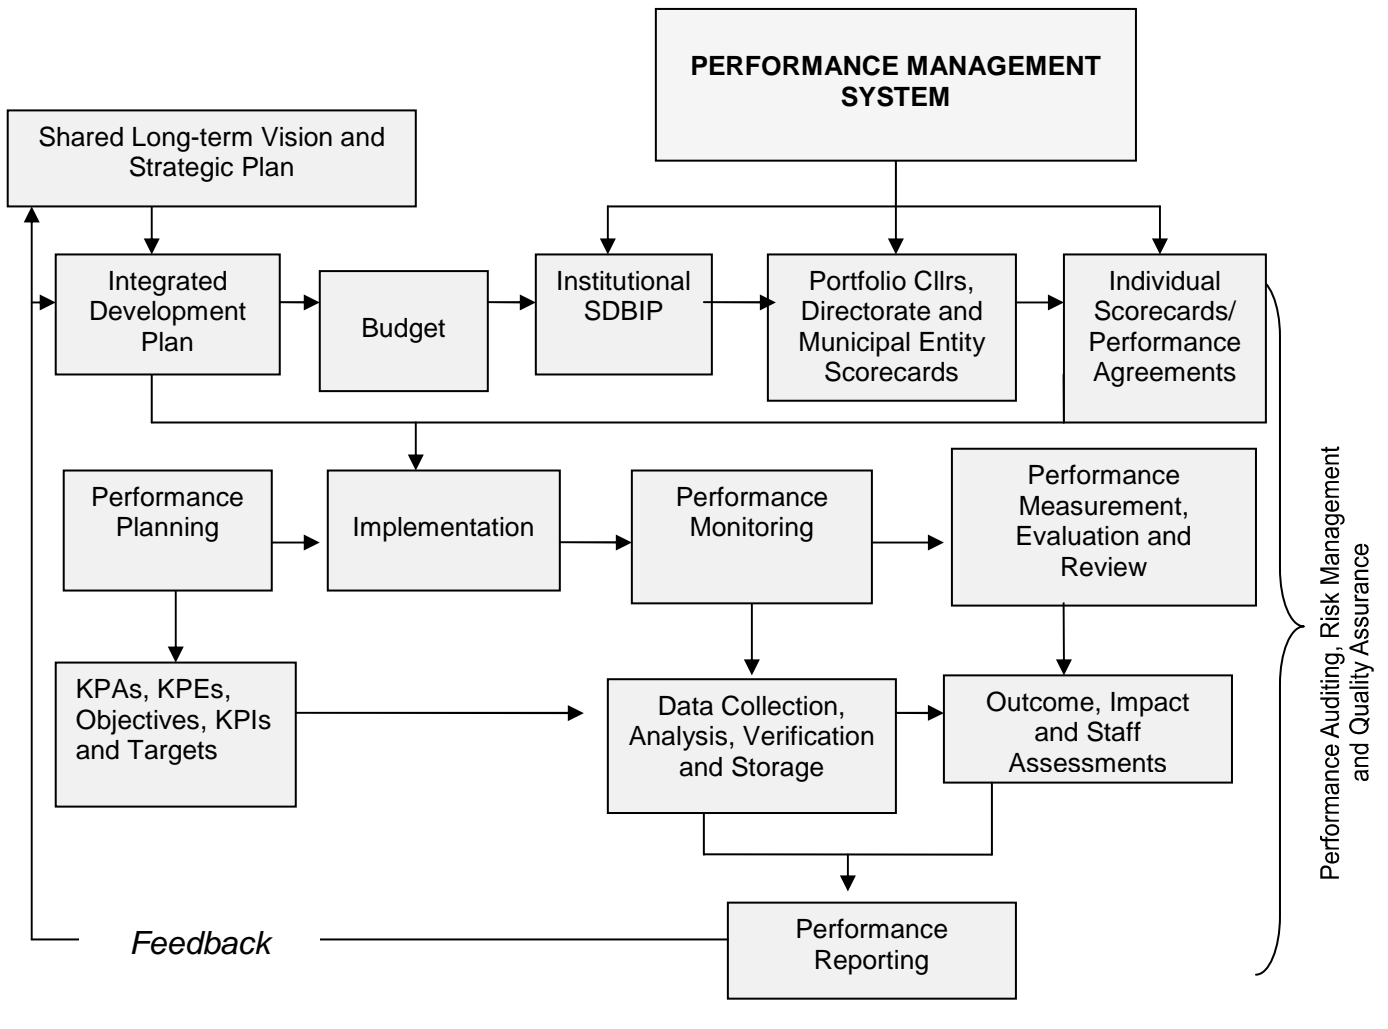 PERFORMANCE MANAGEMENT
SYSTEM
Shared Long-term Vision and
Strategic Plan
Integrated
Development
Plan
Budget
Institutional
SDBIP
Portfolio Cllrs,
Directorate and
Municipal Entity
Scorecards
Individual
Scorecards/
Performance
Agreements
Performance
Planning
Implementation
Performance
Monitoring
Performance
Measurement,
Evaluation and
Review
KPAs, KPEs,
Objectives, KPIs
and Targets
Data Collection,
Analysis, Verification
and Storage
Outcome, Impact
and Staff
Assessments
Performance
Reporting
Feedback
Performance Auditing, Risk Management
and Quality Assurance